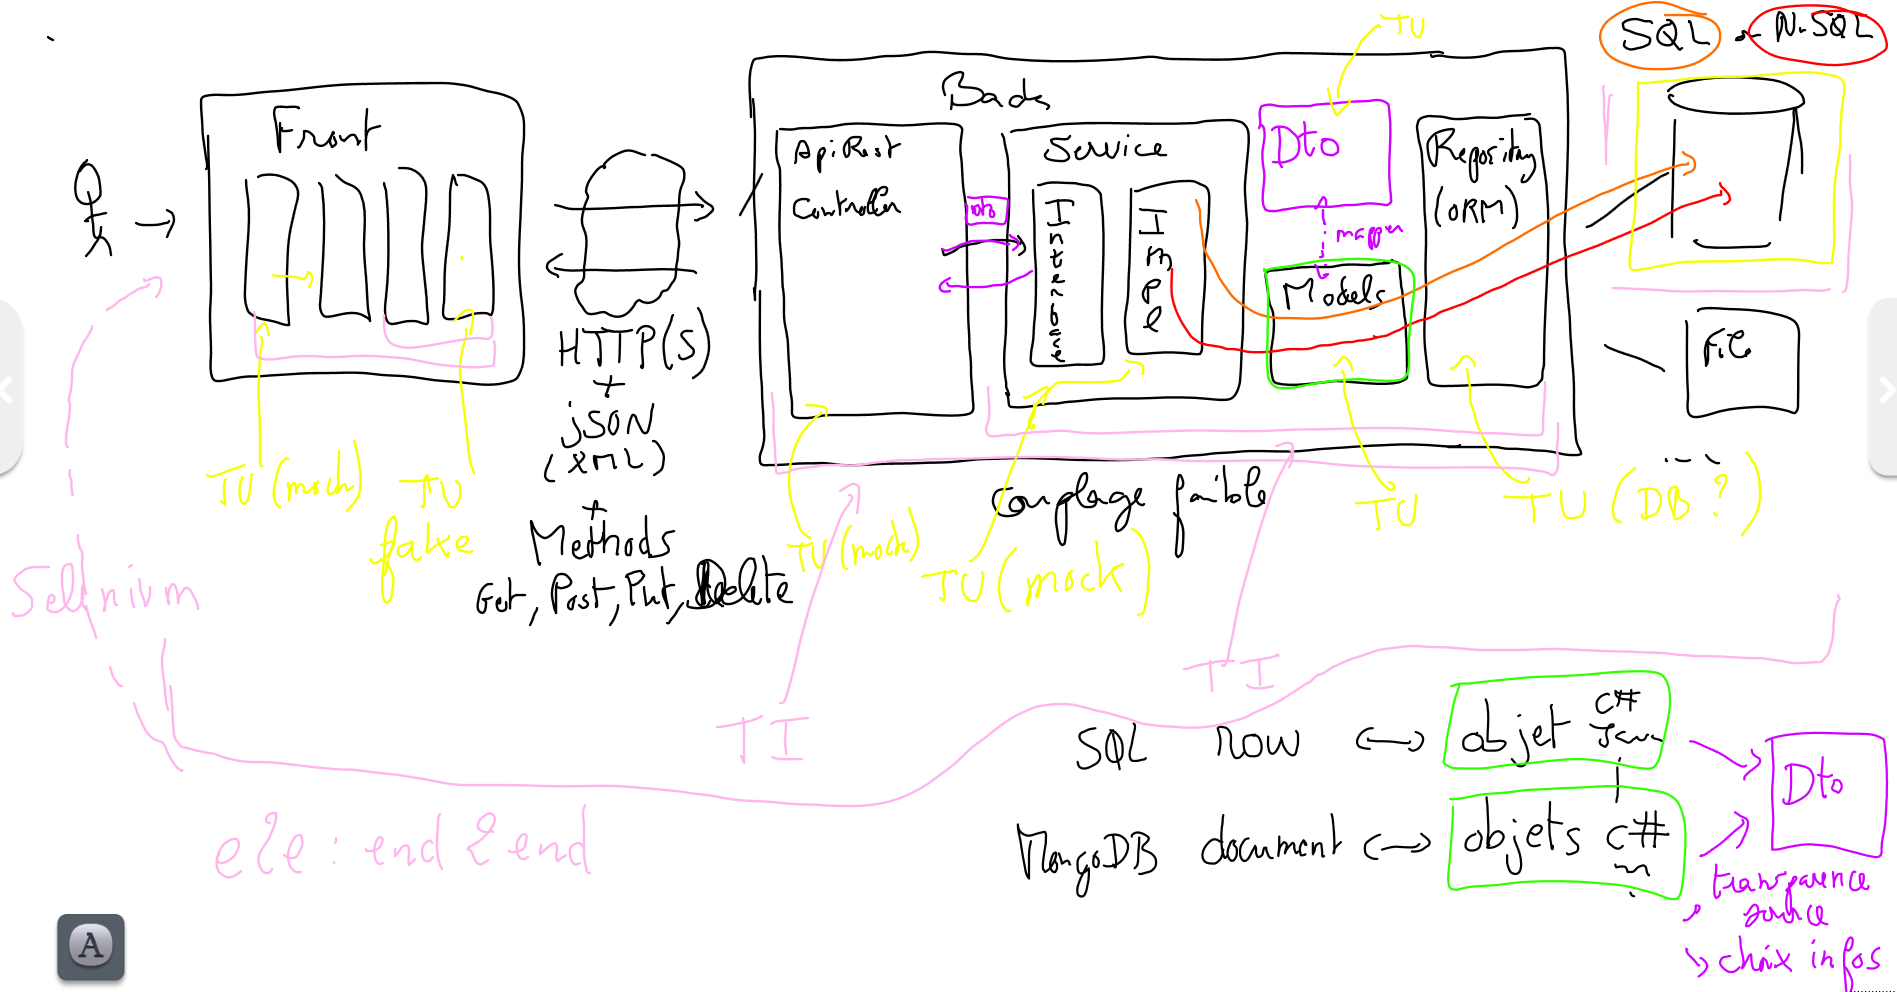 TU
SQL
NoSQL
Back
Front
ApiRest
Controller
Service
Dto
Repository
(ORM)
Dto
Interface
Impl
mapper
Models
HTTP(S)
+
JSON
(XML)
+
Methods
Get, Post, Put, Delete
TU (mock)
TU
fake
TU (mock)
TU (mock)
Couplage faible
TU
TU (DB ?)
...
Selenium
TI
TI
SQL row <-> objet C#
Java
MongoDB document <-> objets C#
Dto
transparence
source
choix infos
e2e : end 2 end
A